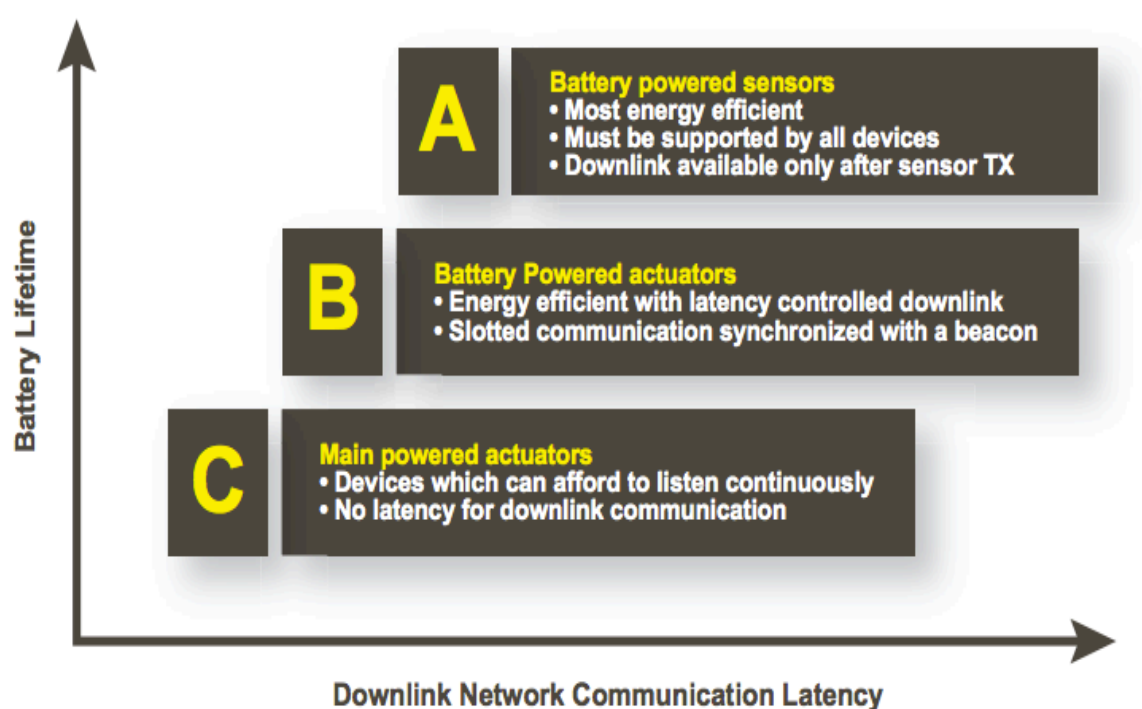 Battery Lifetime
A
Battery powered sensors
• Most energy efficient
• Must be supported by all devices
• Downlink available only after sensor TX
B
Battery Powered actuators
• Energy efficient with latency controlled downlink
• Slotted communication synchronized with a beacon
C
Main powered actuators
• Devices which can afford to listen continuously
• No latency for downlink communication
Downlink Network Communication Latency